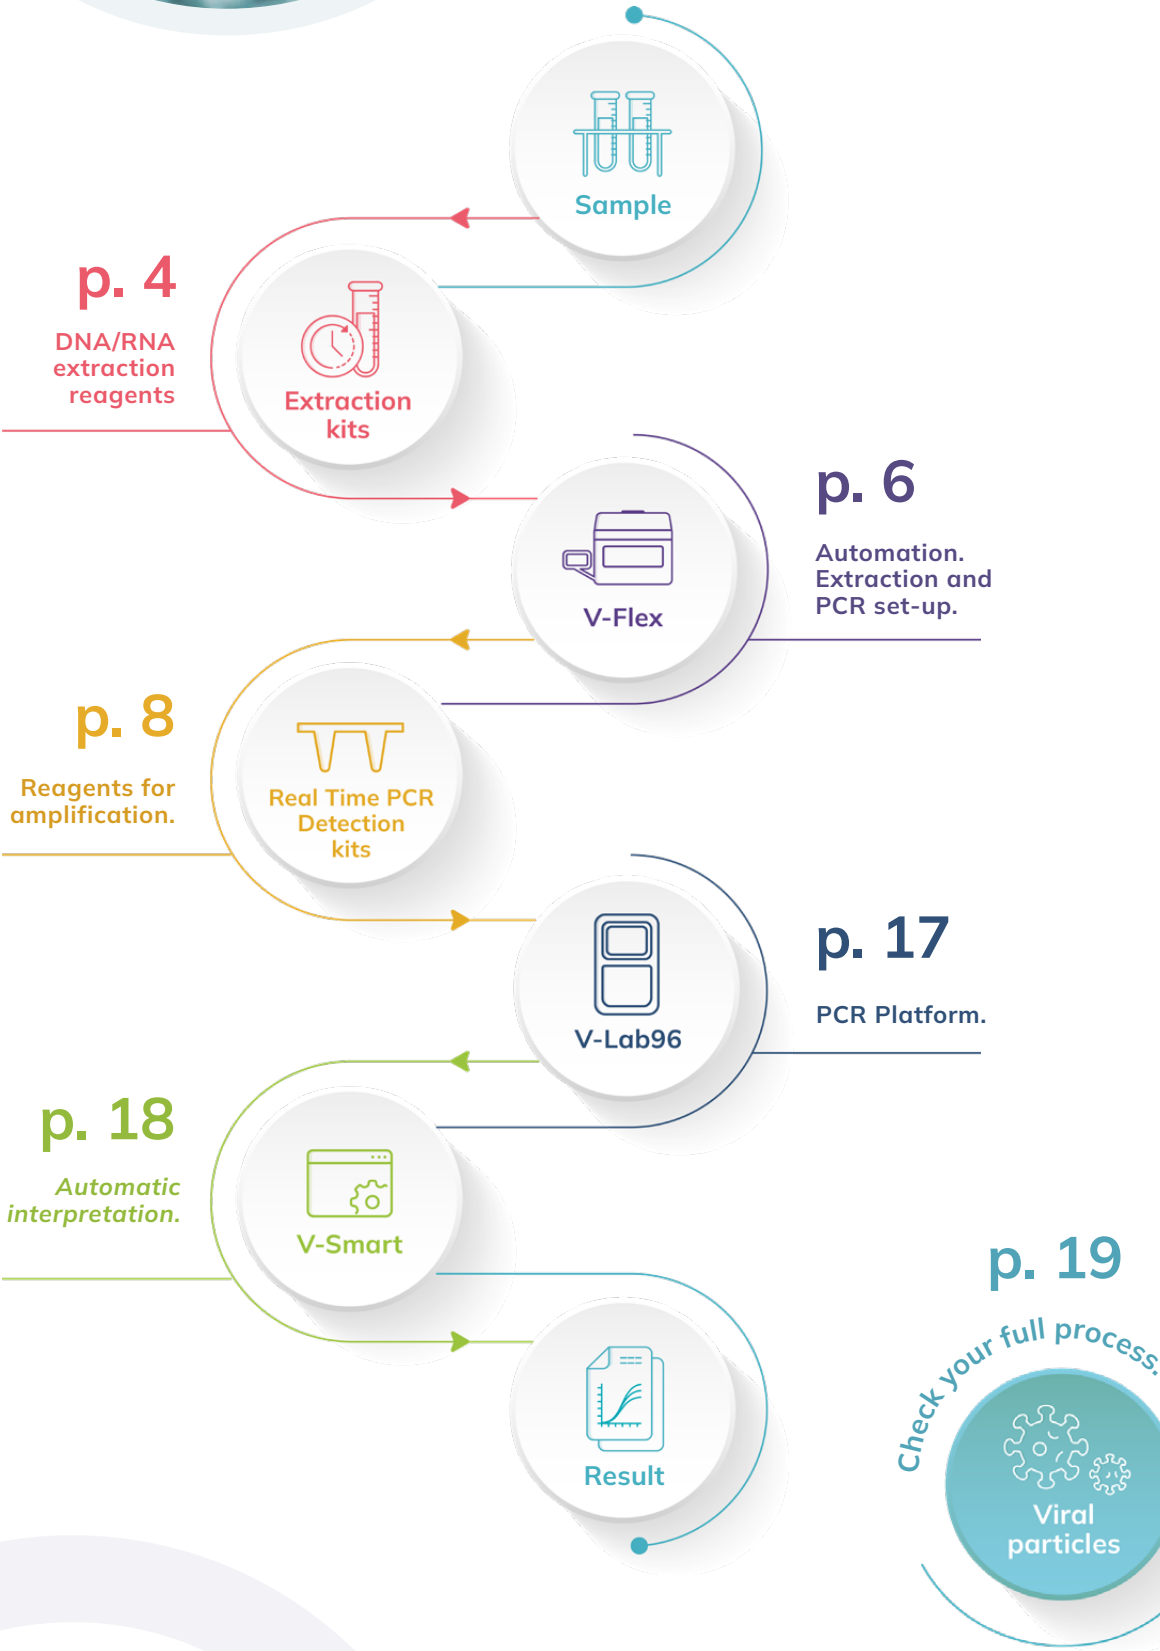 Sample
p. 4
DNA/RNA
extraction
reagents
Extraction
kits
p. 6
Automation.
Extraction and
PCR set-up.
V-Flex
p. 8
Reagents for
amplification.
Real Time PCR
Detection
kits
p. 17
PCR Platform.
V-Lab96
p. 18
Automatic
interpretation.
V-Smart
p. 19
Check your full process.
Viral
particles
Result